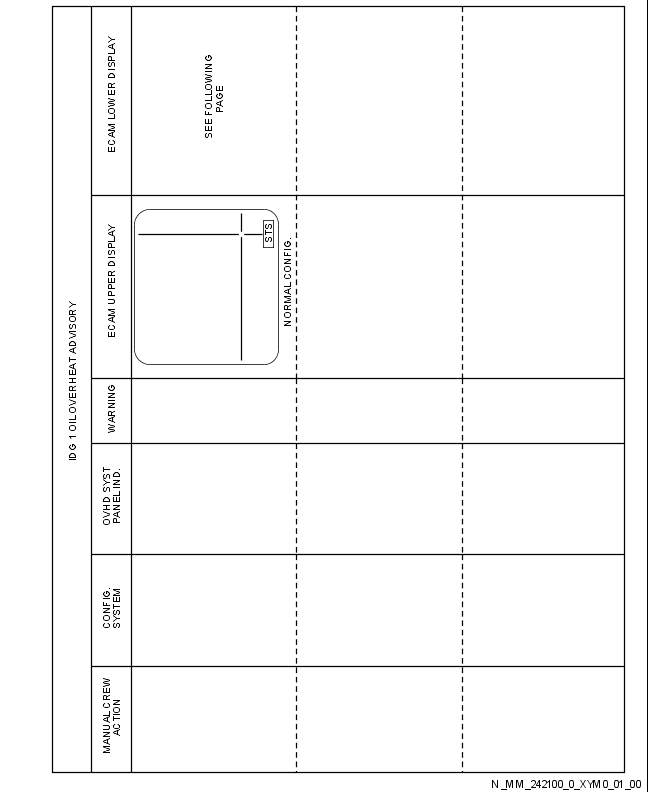 IDG 1 OIL OVERHEAT ADVISORY
MANUAL CREW
ACTION
CONFIG.
SYSTEM
OVHD SYST
PANEL IND.
WARNING
ECAM UPPER DISPLAY
ECAM LOWER DISPLAY
STS
NORMAL CONFIG.
SEE FOLLOWING
PAGE
N_MM_242100_0_XYM0_01_00